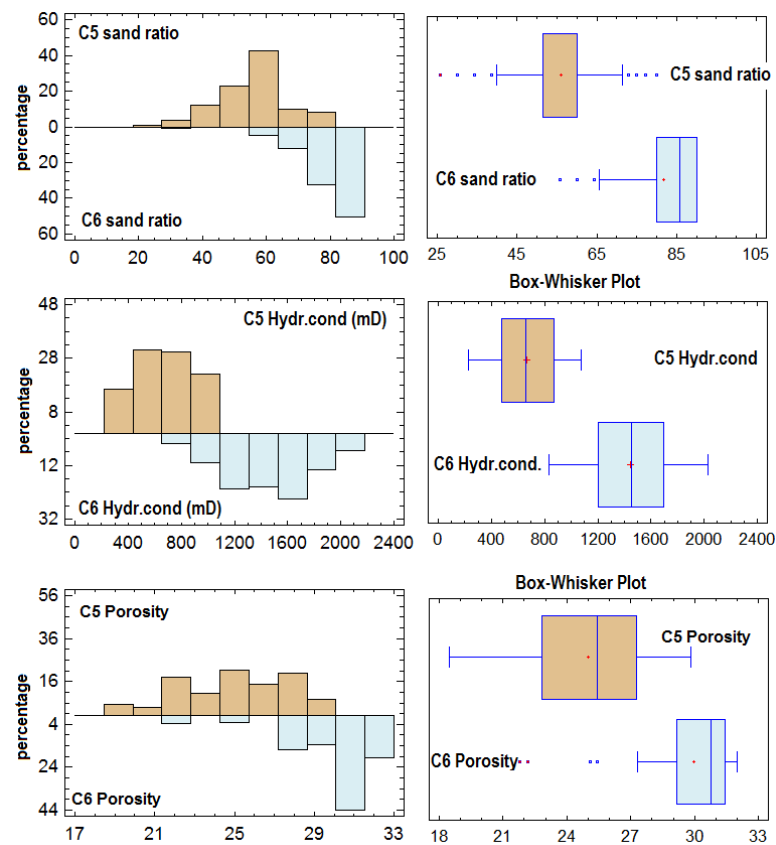 C5 sand ratio
60
40
20
0
20
40
60
percentage
C6 sand ratio
0 20 40 60 80 100
C5 sand ratio
C6 sand ratio
25 45 65 85 105
Box-Whisker Plot
C5 Hydr.cond (mD)
48
28
8
12
32
percentage
C6 Hydr.cond (mD)
0 400 800 1200 1600 2000 2400
C5 Hydr.cond
C6 Hydr.cond.
0 400 800 1200 1600 2000 2400
Box-Whisker Plot
C5 Porosity
56
36
16
4
24
44
percentage
C6 Porosity
17 21 25 29 33
C5 Porosity
C6 Porosity
18 21 24 27 30 33